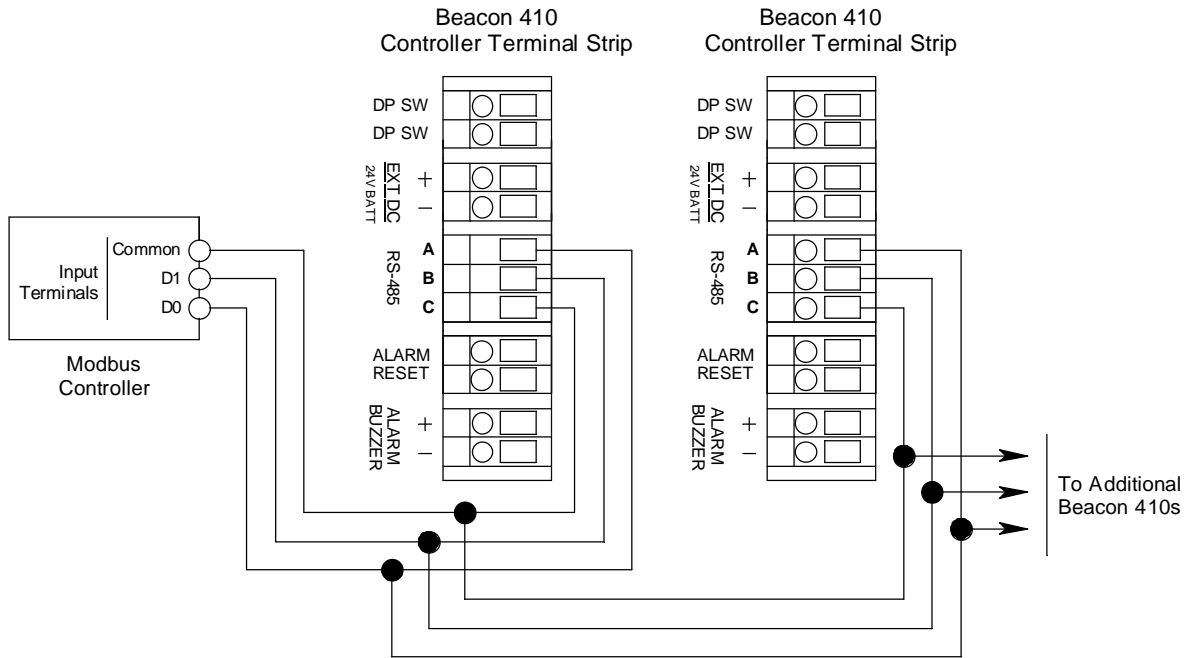 Beacon 410
Controller Terminal Strip
Beacon 410
Controller Terminal Strip
DP SW
DP SW
EXT DC
24V BATT
+
−
A
B
C
RS-485
ALARM
RESET
ALARM
BUZZER
+
−
DP SW
DP SW
EXT DC
24V BATT
+
−
A
B
C
RS-485
ALARM
RESET
ALARM
BUZZER
+
−
Input
Terminals
Common
D1
D0
Modbus
Controller
To Additional
Beacon 410s